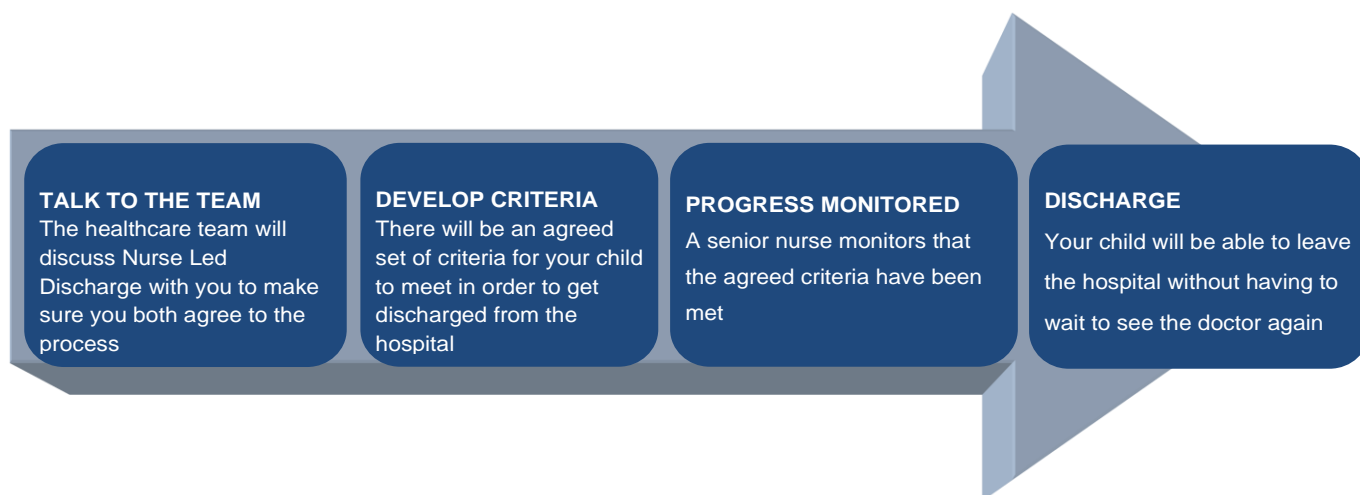 TALK TO THE TEAM
The healthcare team will
discuss Nurse Led
Discharge with you to make
sure you both agree to the
process
DEVELOP CRITERIA
There will be an agreed
set of criteria for your child
to meet in order to get
discharged from the
hospital
PROGRESS MONITORED
A senior nurse monitors that
the agreed criteria have been
met
DISCHARGE
Your child will be able to leave
the hospital without having to
wait to see the doctor again